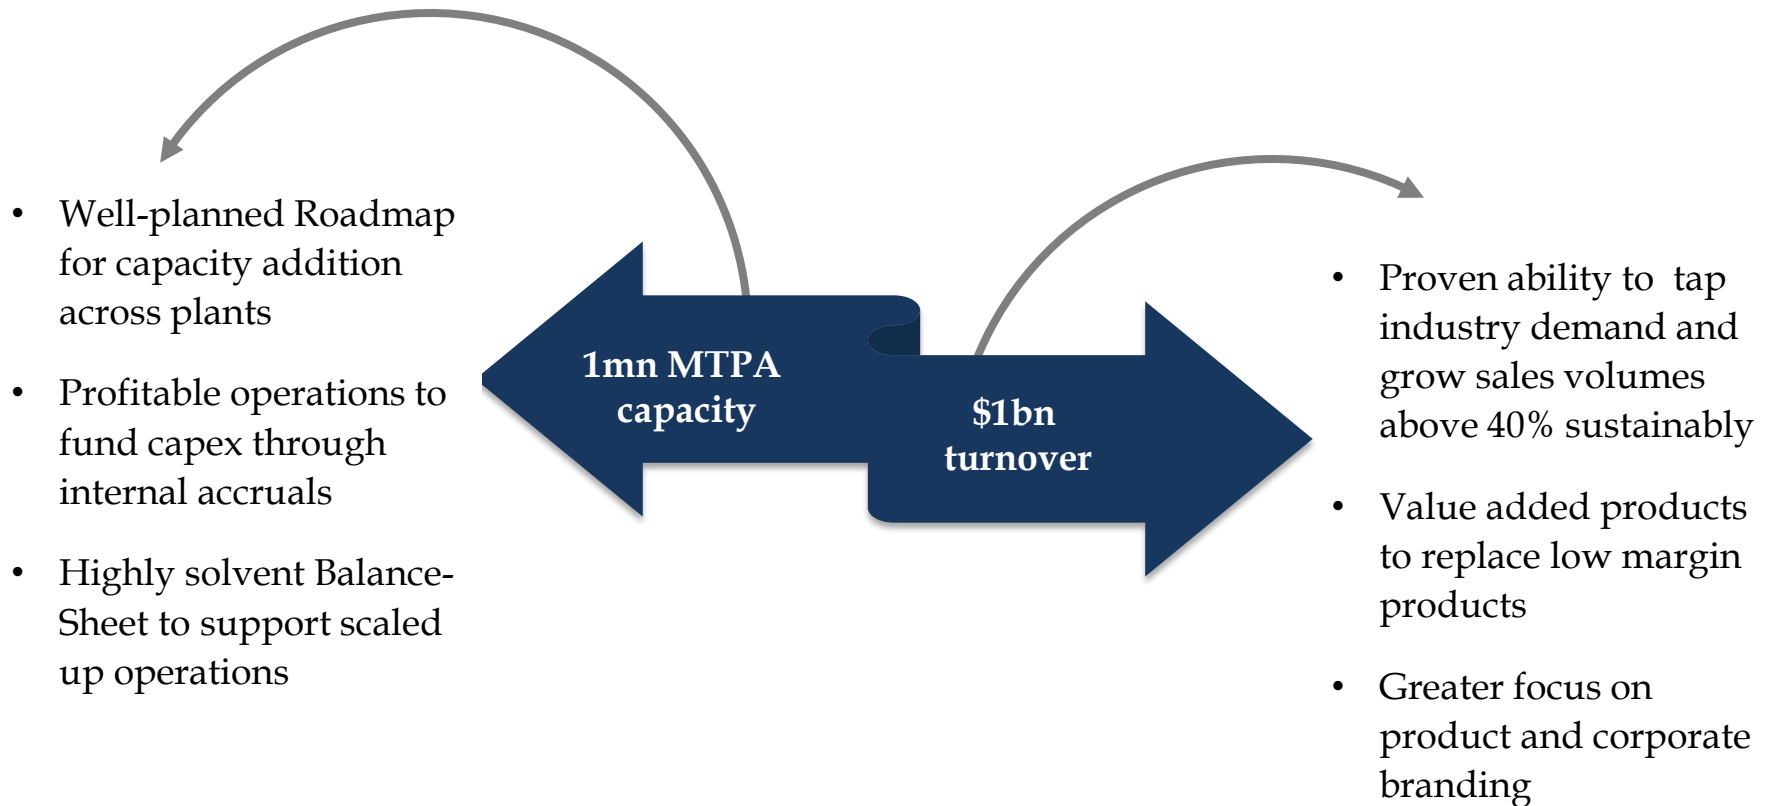 • Well-planned Roadmap
for capacity addition
across plants
• Profitable operations to
fund capex through
internal accruals
• Highly solvent Balance-
Sheet to support scaled
up operations
1mn MTPA
capacity
$1bn
turnover
• Proven ability to  tap
industry demand and
grow sales volumes
above 40% sustainably
• Value added products
to replace low margin
products
• Greater focus on
product and corporate
branding